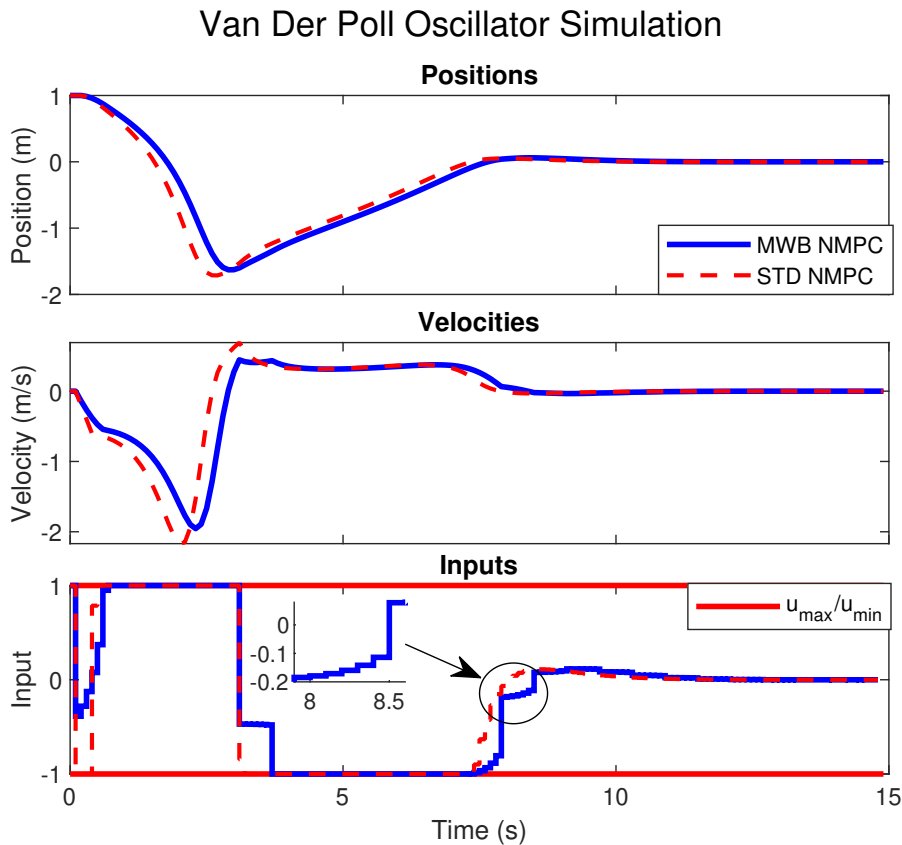 Van Der Poll Oscillator Simulation
Positions
Position (m)
1
0
-1
-2
MWB NMPC
STD NMPC
Velocities
Velocity (m/s)
0
-1
-2
Inputs
Input
1
0
-1
u_max/u_min
0
-0.1
-0.2
8
8.5
0
5
10
15
Time (s)